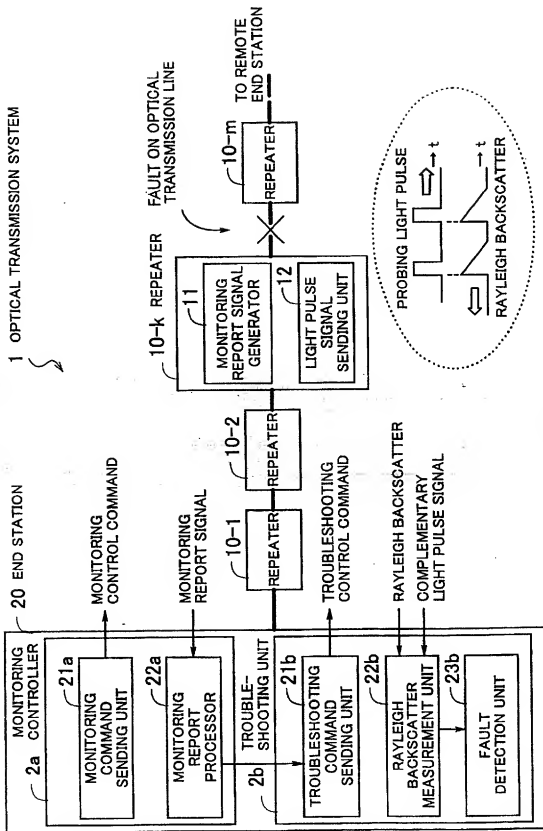 1 OPTICAL TRANSMISSION SYSTEM
20 END STATION
MONITORING
CONTROLLER
2a
21a
MONITORING
COMMAND
SENDING UNIT
MONITORING
CONTROL COMMAND
22a
MONITORING
REPORT
PROCESSOR
MONITORING
REPORT SIGNAL
TROUBLE-
SHOOTING UNIT
2b
21b
TROUBLESHOOTING
COMMAND
SENDING UNIT
TROUBLESHOOTING
CONTROL COMMAND
22b
RAYLEIGH
BACKSCATTER
MEASUREMENT UNIT
RAYLEIGH BACKSCATTER
COMPLEMENTARY
LIGHT PULSE SIGNAL
23b
FAULT
DETECTION UNIT
10-1
REPEATER
10-2
REPEATER
10-k REPEATER
11
MONITORING
REPORT SIGNAL
GENERATOR
12
LIGHT PULSE
SIGNAL
SENDING UNIT
FAULT ON OPTICAL
TRANSMISSION LINE
10-m
REPEATER
TO REMOTE
END STATION
PROBING LIGHT PULSE
t
t
RAYLEIGH BACKSCATTER